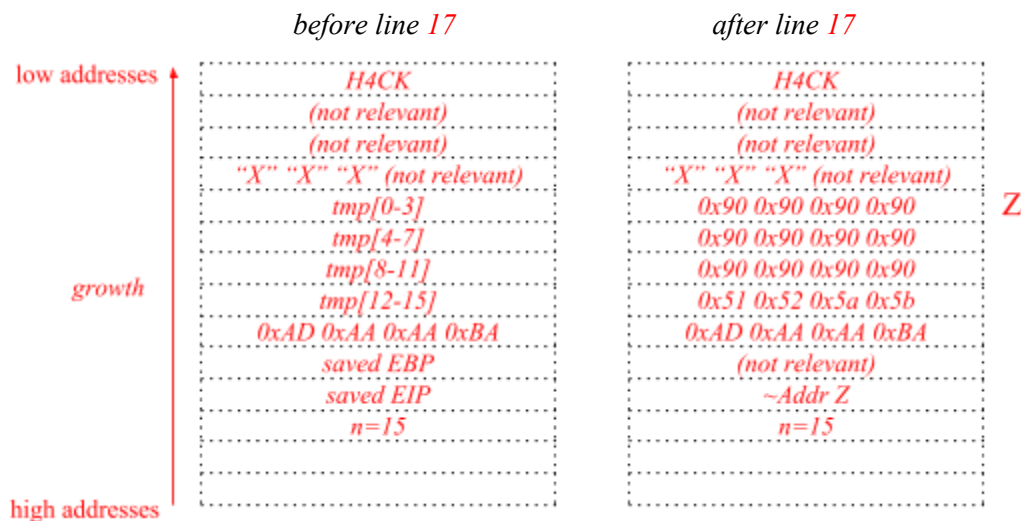 before line 17
after line 17
low addresses
growth
high addresses
H4CK
(not relevant)
(not relevant)
“X” “X” “X” (not relevant)
tmp[0-3]
tmp[4-7]
tmp[8-11]
tmp[12-15]
0xAD 0xAA 0xAA 0xBA
saved EBP
saved EIP
n=15
H4CK
(not relevant)
(not relevant)
“X” “X” “X” (not relevant)
0x90 0x90 0x90 0x90
0x90 0x90 0x90 0x90
0x90 0x90 0x90 0x90
0x51 0x52 0x5a 0x5b
0xAD 0xAA 0xAA 0xBA
(not relevant)
~Addr Z
n=15
Z